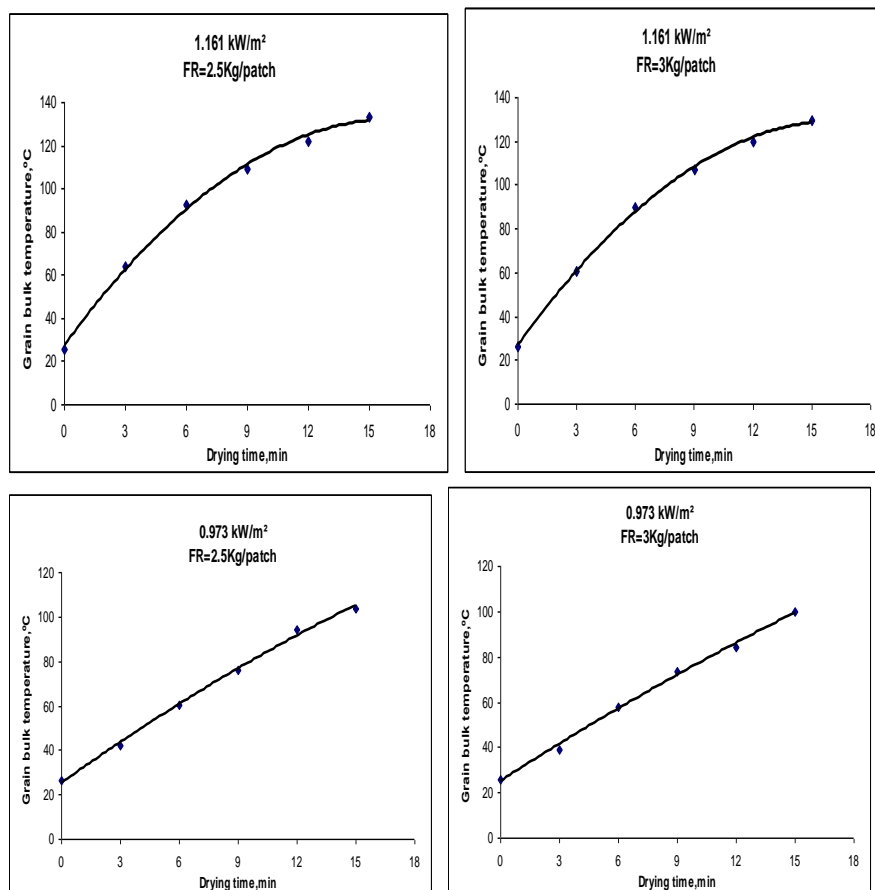 1.161 kW/m²
FR=2.5Kg/patch
Grain bulk temperature,ºC
140
120
100
80
60
40
20
0
0 3 6 9 12 15 18
Drying time,min
1.161 kW/m²
FR=3Kg/patch
Grain bulk temperature,ºC
140
120
100
80
60
40
20
0
0 3 6 9 12 15 18
Drying time,min
0.973 kW/m²
FR=2.5Kg/patch
Grain bulk temperature,ºC
120
100
80
60
40
20
0
0 3 6 9 12 15 18
Drying time,min
0.973 kW/m²
FR=3Kg/patch
Grain bulk temperature,ºC
120
100
80
60
40
20
0
0 3 6 9 12 15 18
Drying time,min